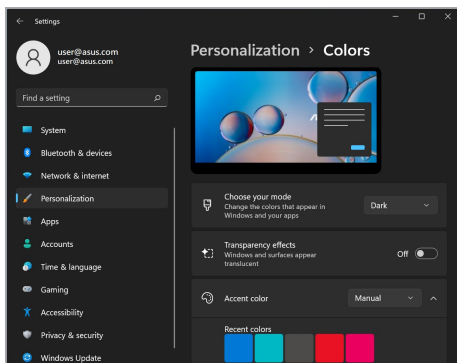 Settings
user@asus.com
user@asus.com
Find a setting
System
Bluetooth & devices
Network & internet
Personalization
Apps
Accounts
Time & language
Gaming
Accessibility
Privacy & security
Windows Update
Personalization > Colors
Choose your mode
Change the colors that appear in
Windows and your apps
Dark
Transparency effects
Windows and surfaces appear
translucent
Off
Accent color
Manual
Recent colors